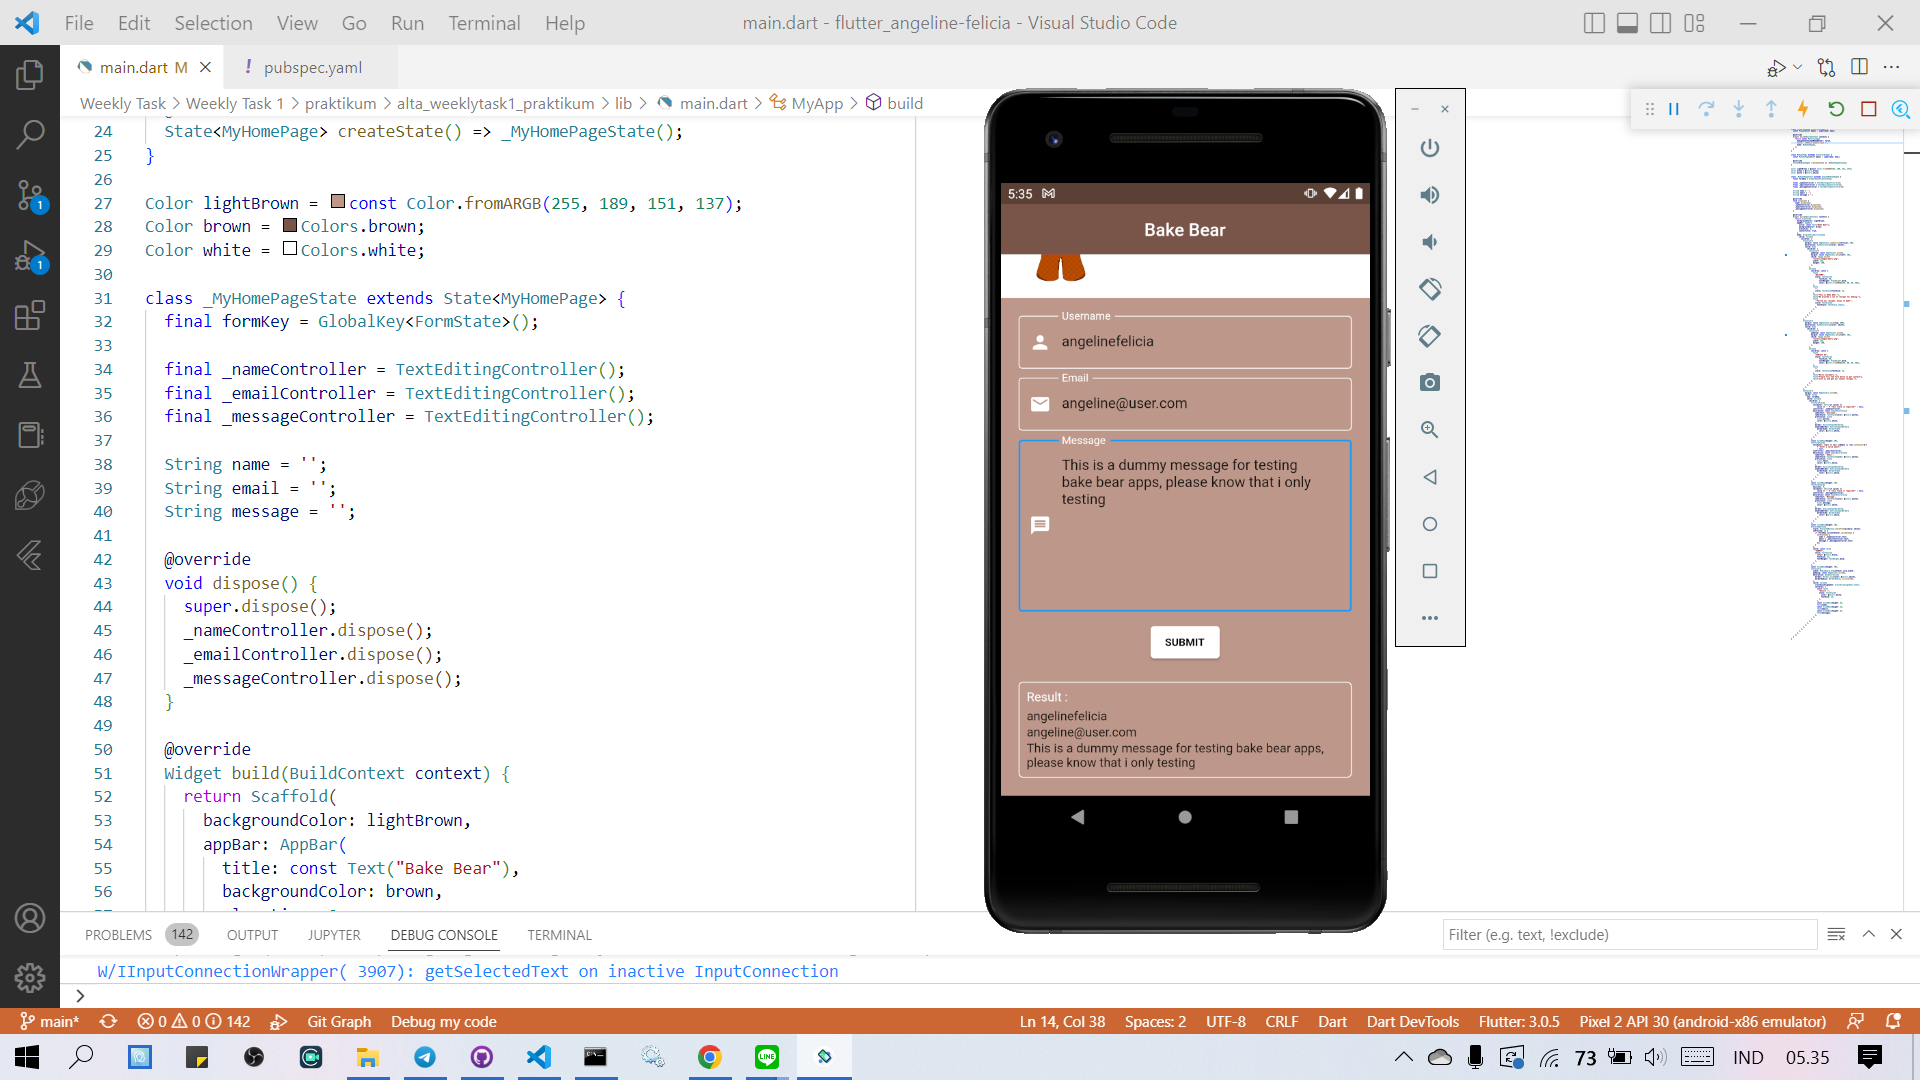 File Edit Selection View Go Run Terminal Help
main.dart - flutter_angeline-felicia - Visual Studio Code
main.dart M
! pubspec.yaml
Weekly Task > Weekly Task 1 > praktikum > alta_weeklytask1_praktikum > lib > main.dart > MyApp > build
24 State<MyHomePage> createState() => _MyHomePageState();
25 }
26
27 Color lightBrown = const Color.fromARGB(255, 189, 151, 137);
28 Color brown = Colors.brown;
29 Color white = Colors.white;
30
31 class _MyHomePageState extends State<MyHomePage> {
32 final formKey = GlobalKey<FormState>();
33
34 final _nameController = TextEditingController();
35 final _emailController = TextEditingController();
36 final _messageController = TextEditingController();
37
38 String name = '';
39 String email = '';
40 String message = '';
41
42 @override
43 void dispose() {
44 super.dispose();
45 _nameController.dispose();
46 _emailController.dispose();
47 _messageController.dispose();
48 }
49
50 @override
51 Widget build(BuildContext context) {
52 return Scaffold(
53 backgroundColor: lightBrown,
54 appBar: AppBar(
55 title: const Text("Bake Bear"),
56 backgroundColor: brown,
5:35
Bake Bear
Username
angelinefelicia
Email
angeline@user.com
Message
This is a dummy message for testing
bake bear apps, please know that i only
testing
SUBMIT
Result :
angelinefelicia
angeline@user.com
This is a dummy message for testing bake bear apps,
please know that i only testing
PROBLEMS 142 OUTPUT JUPYTER DEBUG CONSOLE TERMINAL
Filter (e.g. text, !exclude)
W/IInputConnectionWrapper( 3907): getSelectedText on inactive InputConnection
main* 0 0 142 Git Graph Debug my code
Ln 14, Col 38 Spaces: 2 UTF-8 CRLF Dart Dart DevTools Flutter: 3.0.5 Pixel 2 API 30 (android-x86 emulator)
73 IND 05.35